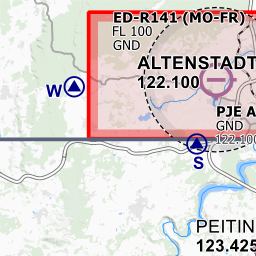 ED-R141 (MO-FR)
FL 100
GND
ALTENSTADT
122.100
W
PJE A
GND
122.100
S
PEITIN
123.425